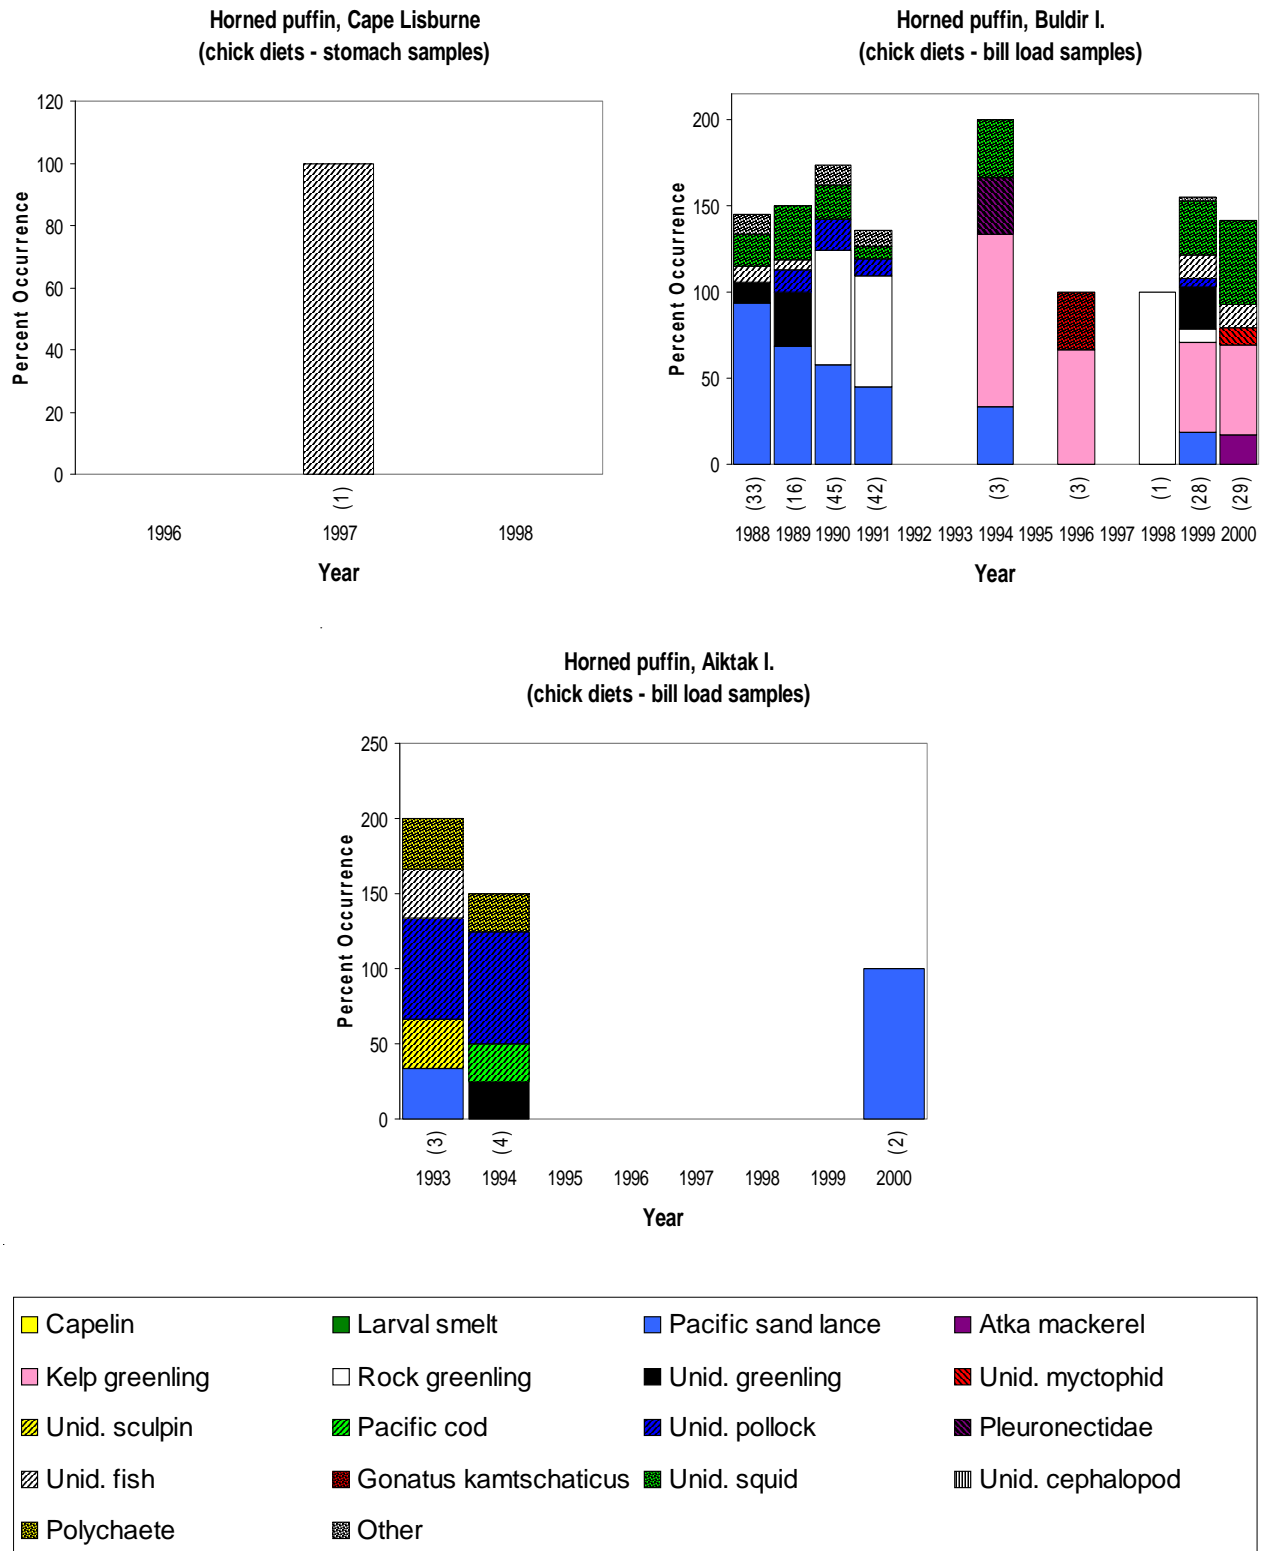 Horned puffin, Cape Lisburne
(chick diets - stomach samples)
Percent Occurrence
120
100
80
60
40
20
0
(1)
1996 1997 1998
Year
Horned puffin, Buldir I.
(chick diets - bill load samples)
Percent Occurrence
200
150
100
50
0
(33) (16) (45) (42) (3) (3) (1) (28) (29)
1988 1989 1990 1991 1992 1993 1994 1995 1996 1997 1998 1999 2000
Year
Horned puffin, Aiktak I.
(chick diets - bill load samples)
Percent Occurrence
250
200
150
100
50
0
(3) (4) (2)
1993 1994 1995 1996 1997 1998 1999 2000
Year
Capelin Larval smelt Pacific sand lance Atka mackerel
Kelp greenling Rock greenling Unid. greenling Unid. myctophid
Unid. sculpin Pacific cod Unid. pollock Pleuronectidae
Unid. fish Gonatus kamtschaticus Unid. squid Unid. cephalopod
Polychaete Other